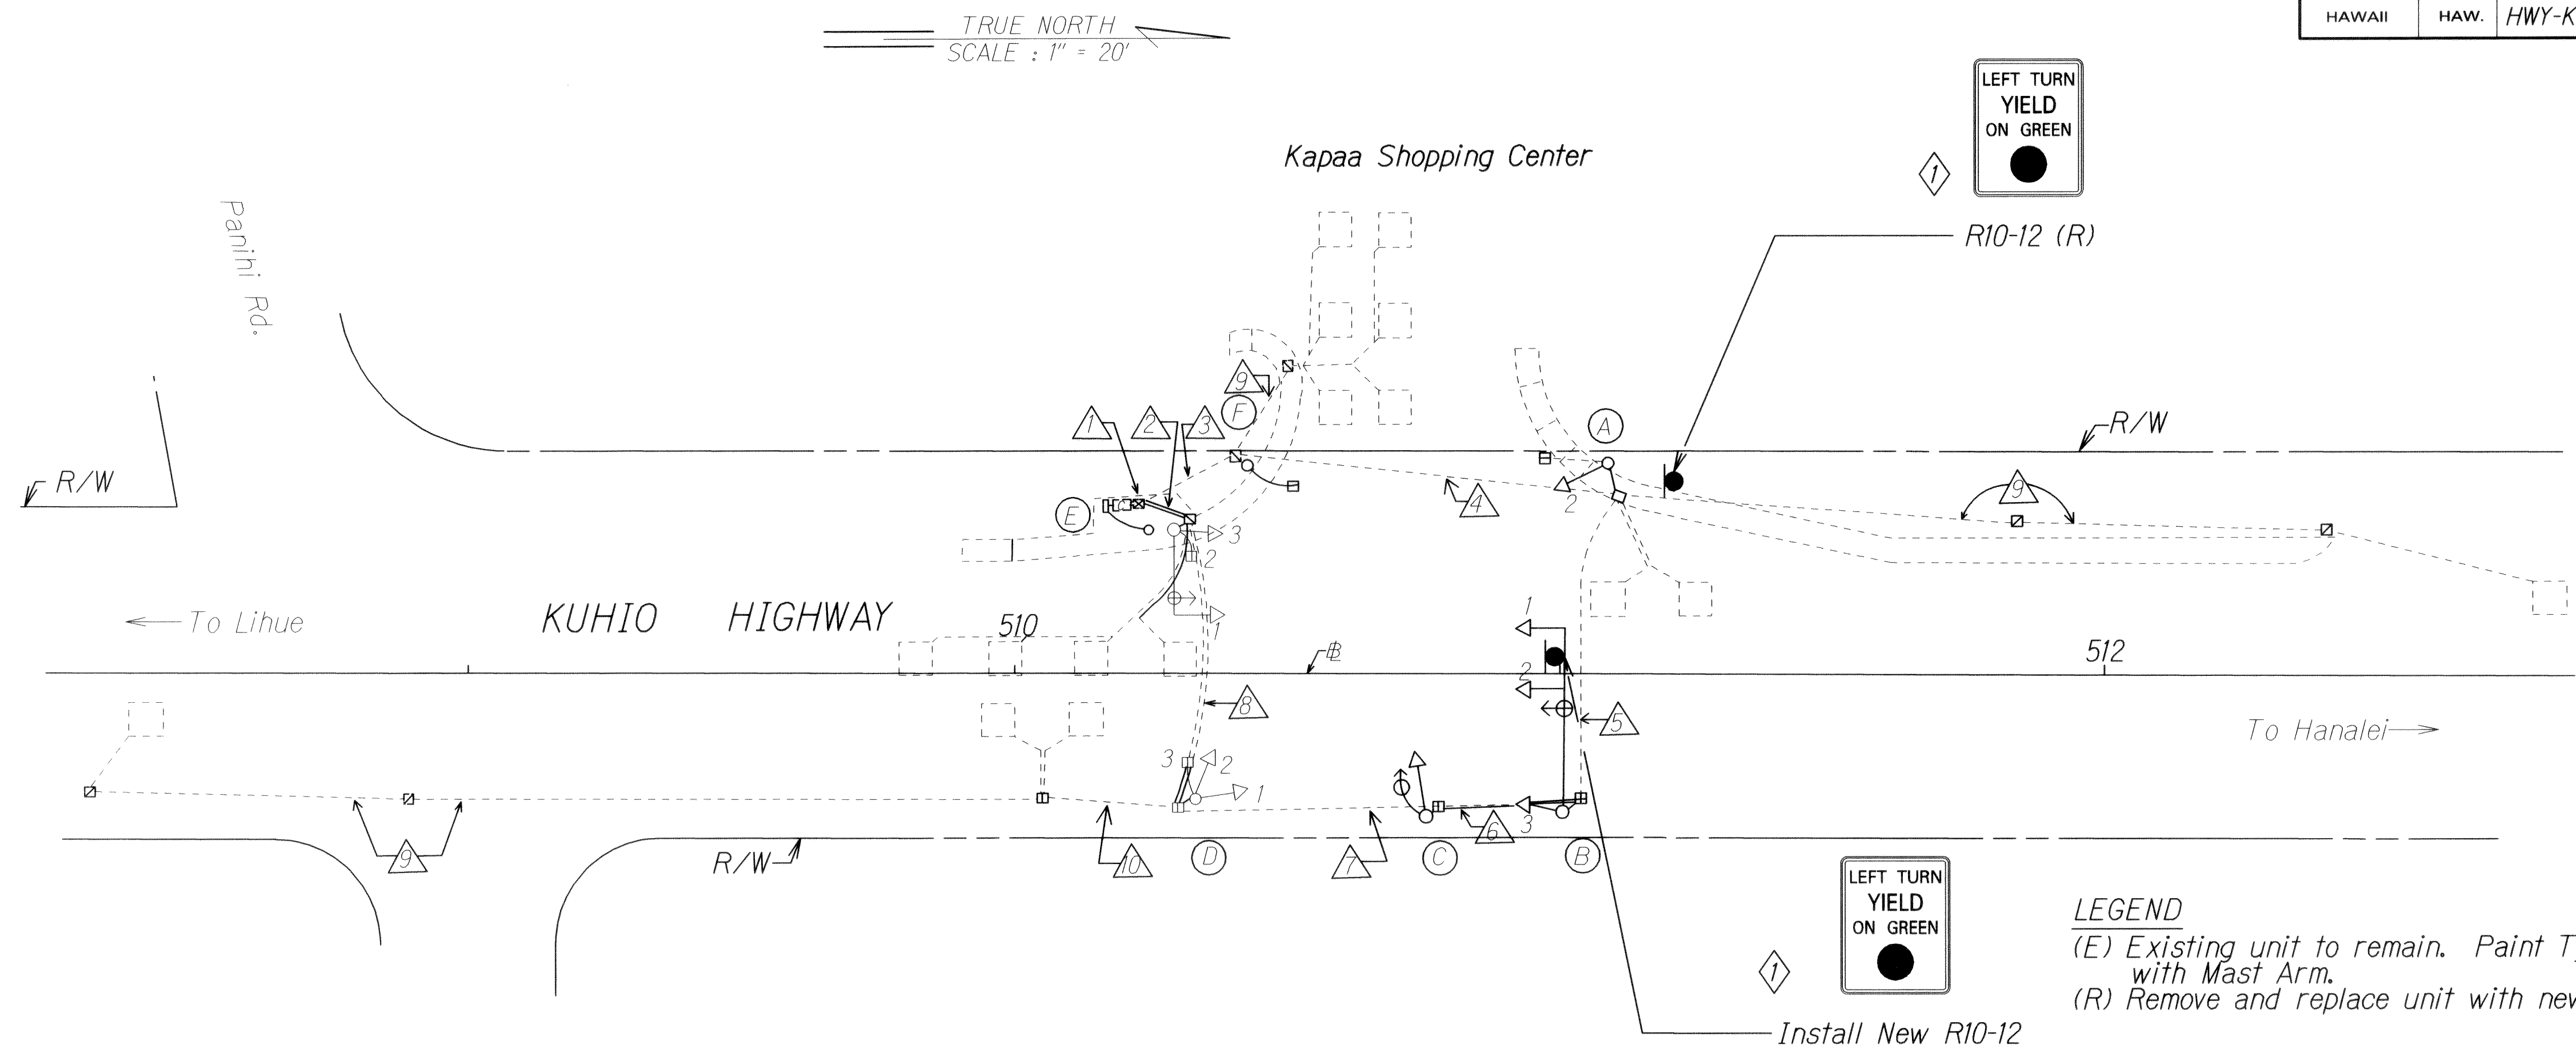 HAWAII HAW. HWY-K
TRUE NORTH
SCALE : 1" = 20'
LEFT TURN
YIELD
ON GREEN
1
R10-12 (R)
Kapaa Shopping Center
Panihi Rd.
R/W
R/W
9
F
1
2
3
A
E
4
2
9
3
2
To Lihue
KUHIO HIGHWAY
510
1
1
2
512
8
5
To Hanalei
3
2
1
3
9
R/W
10
D
7
C
6
B
LEFT TURN
YIELD
ON GREEN
1
Install New R10-12
LEGEND
(E) Existing unit to remain. Paint
with Mast Arm.
(R) Remove and replace unit with